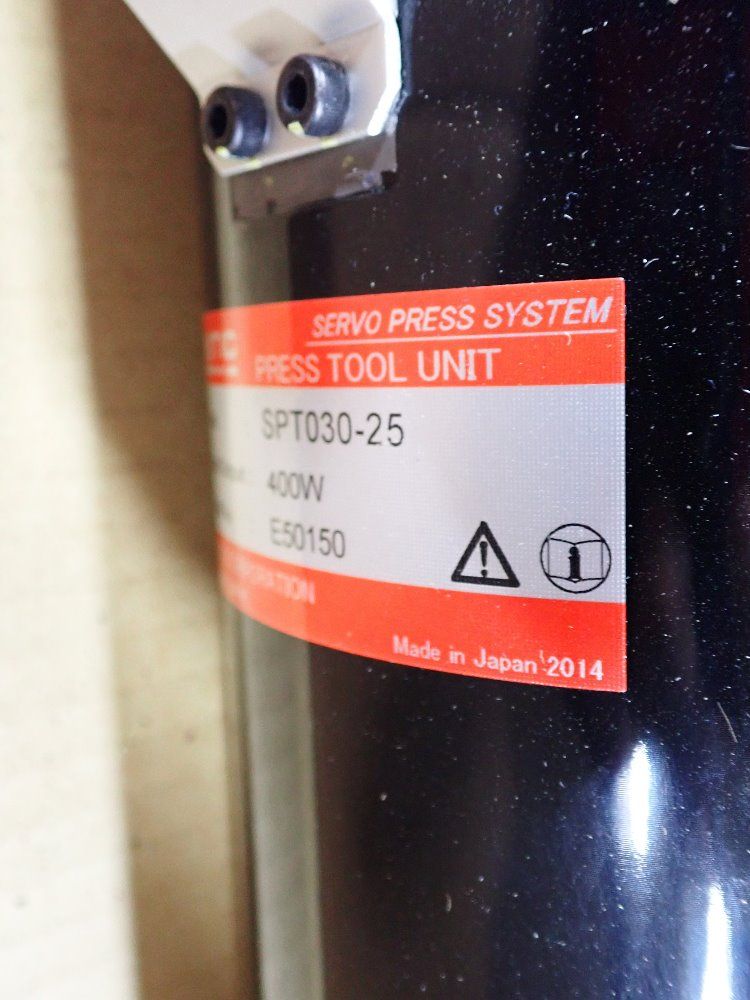 SERVO PRESS SYSTEM
PRESS TOOL UNIT
SPT030-25
400W
E50150
Made in Japan 2014